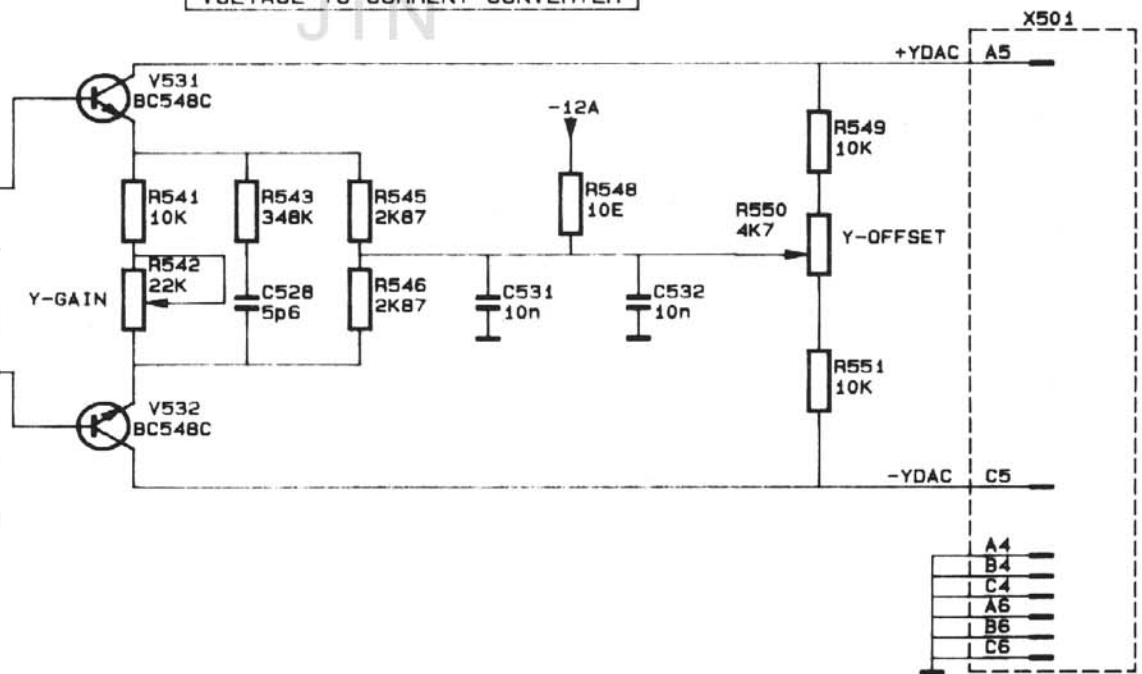 VOLTAGE TO CURRENT CONVERTER
JIN
X501
+YDAC A5
V531
BC548C
-12A
R549
10K
R541
10K
R543
348K
R545
2K87
R548
10E
R550
4K7
Y-OFFSET
R542
22K
Y-GAIN
C528
5p6
R546
2K87
C531
10n
C532
10n
R551
10K
V532
BC548C
-YDAC C5
A4
B4
C4
A6
B6
C6